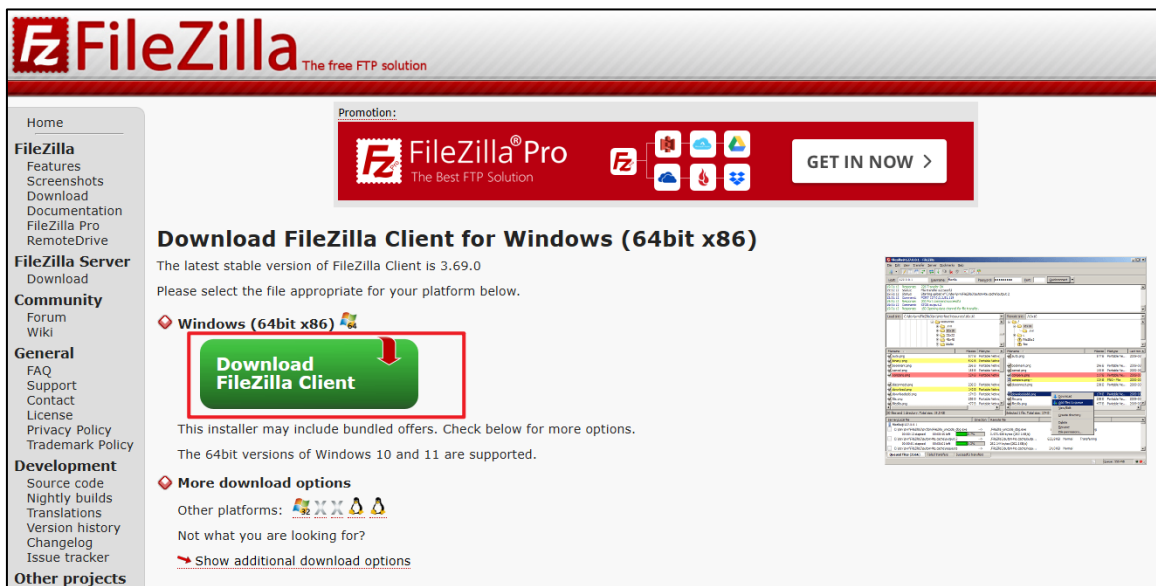 FileZilla The free FTP solution
Home
FileZilla
Features
Screenshots
Download
Documentation
FileZilla Pro
RemoteDrive
FileZilla Server
Download
Community
Forum
Wiki
General
FAQ
Support
Contact
License
Privacy Policy
Trademark Policy
Development
Source code
Nightly builds
Translations
Version history
Changelog
Issue tracker
Other projects
Promotion:
FileZilla® Pro
The Best FTP Solution
GET IN NOW >
Download FileZilla Client for Windows (64bit x86)
The latest stable version of FileZilla Client is 3.69.0
Please select the file appropriate for your platform below.
Windows (64bit x86)
Download
FileZilla Client
This installer may include bundled offers. Check below for more options.
The 64bit versions of Windows 10 and 11 are supported.
More download options
Other platforms:
Not what you are looking for?
Show additional download options